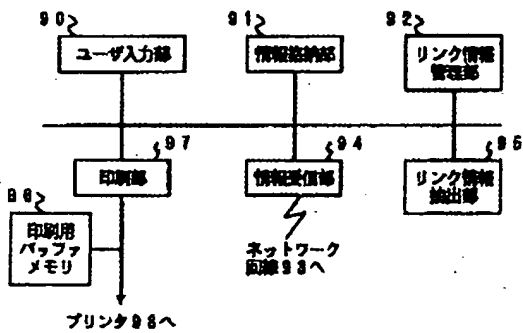 90
ユーザ入力部
91
情報格納部
92
リンク情報
管理部
97
印刷部
94
情報受信部
95
リンク情報
抽出部
96
印刷用
バッファ
メモリ
ネットワーク
回線93へ
プリンタ98へ